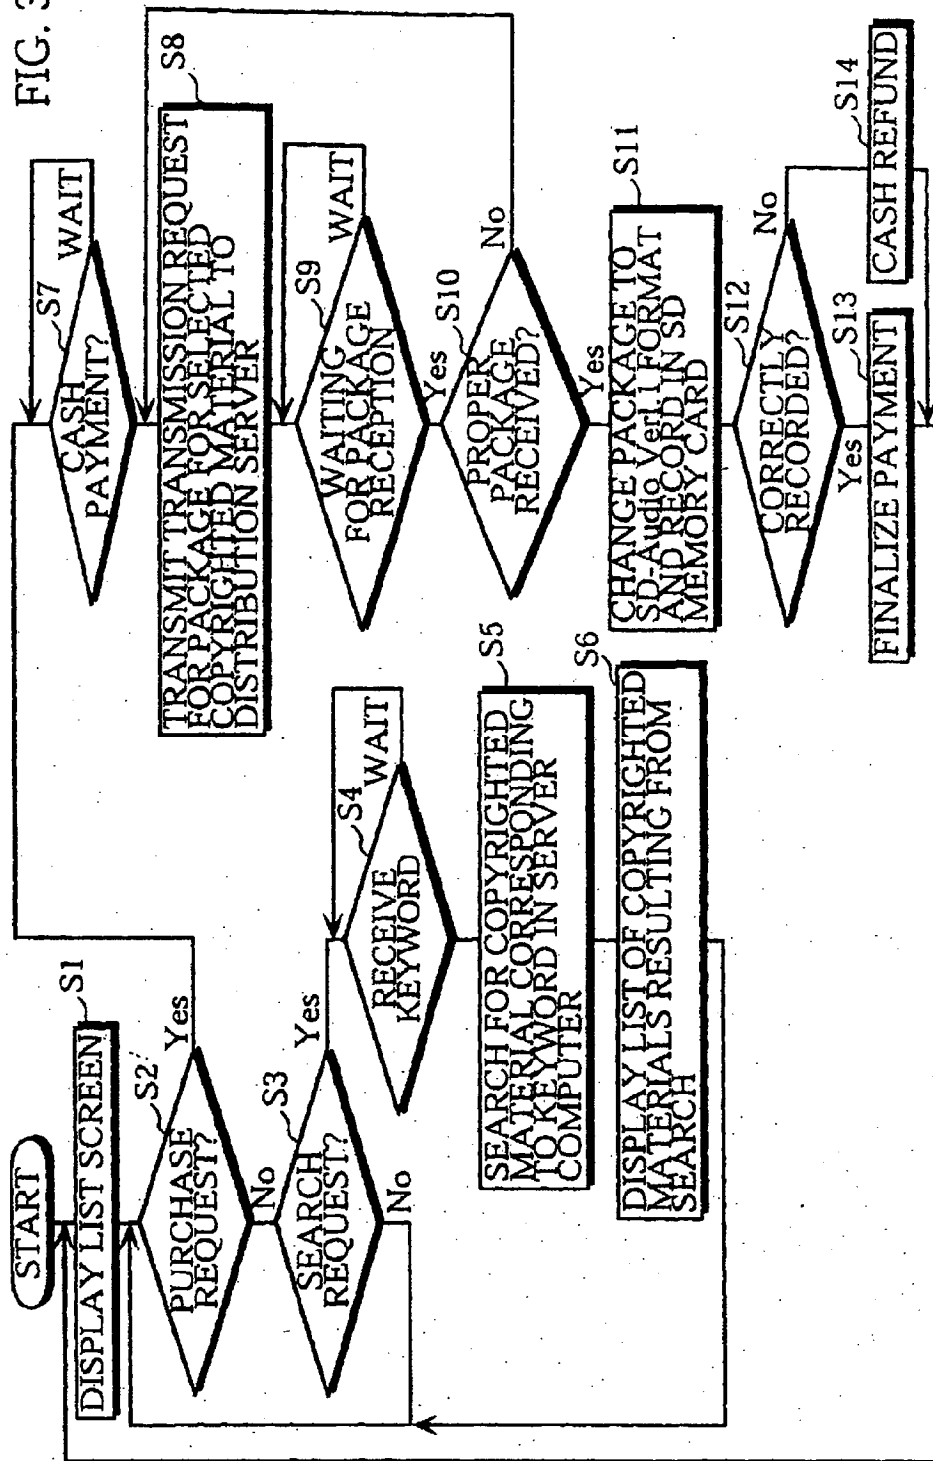 FIG. 3
START
DISPLAY LIST SCREEN
S1
PURCHASE
REQUEST?
S2
Yes
No
SEARCH
REQUEST?
S3
Yes
No
RECEIVE
KEYWORD
S4
WAIT
SEARCH FOR COPYRIGHTED
MATERIAL CORRESPONDING
TO KEYWORD IN SERVER
COMPUTER
S5
DISPLAY LIST OF COPYRIGHTED
MATERIALS RESULTING FROM
SEARCH
S6
CASH
PAYMENT?
S7
WAIT
TRANSMIT TRANSMISSION REQUEST
FOR PACKAGE FOR SELECTED
COPYRIGHTED MATERIAL TO
DISTRIBUTION SERVER
S8
WAITING
FOR PACKAGE
RECEPTION
S9
WAIT
Yes
PROPER
PACKAGE
RECEIVED?
S10
No
Yes
CHANGE PACKAGE TO
SD-Audio Ver1.1 FORMAT
AND RECORD IN SD
MEMORY CARD
S11
CORRECTLY
RECORDED?
S12
No
Yes
FINALIZE PAYMENT
S13
CASH REFUND
S14